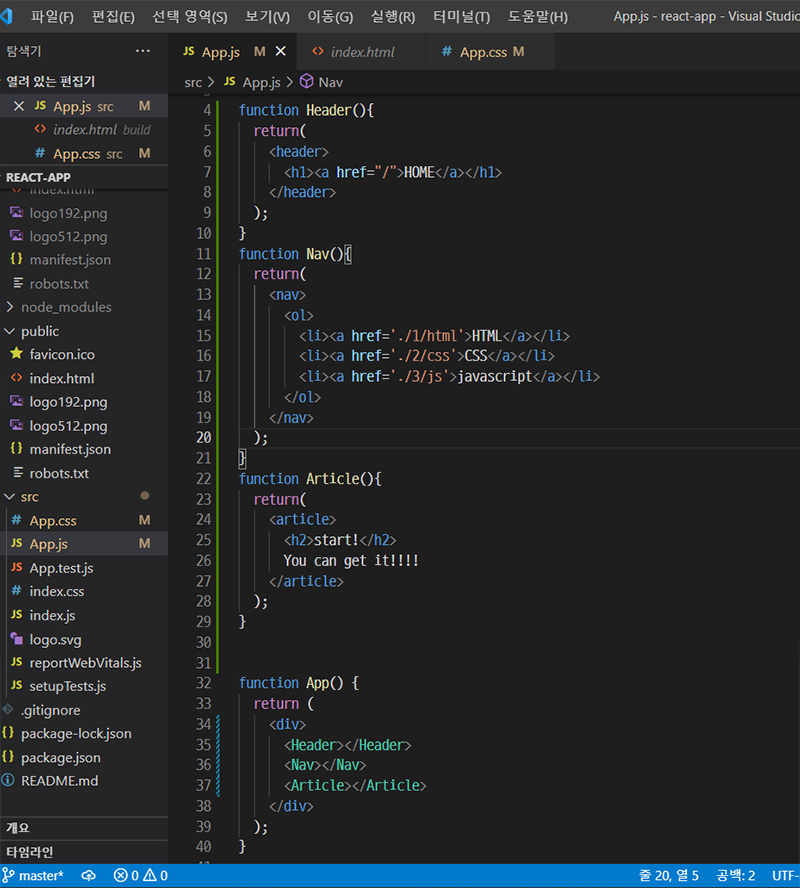 파일(F) 편집(E) 선택 영역(S) 보기(V) 이동(G) 실행(R) 터미널(T) 도움말(H) App.js - react-app - Visual Studio
탐색기 ···
열려 있는 편집기
JS App.js src M
<> index.html build
# App.css src M
REACT-APP
index.html
logo192.png
logo512.png
{} manifest.json
robots.txt
node_modules
public
favicon.ico
<> index.html
logo192.png
logo512.png
{} manifest.json
robots.txt
src
# App.css M
JS App.js M
JS App.test.js
# index.css
JS index.js
logo.svg
JS reportWebVitals.js
JS setupTests.js
.gitignore
{} package-lock.json
{} package.json
README.md
개요
타임라인
JS App.js M <> index.html # App.css M
src > JS App.js > Nav
4 function Header(){
5   return(
6     <header>
7       <h1><a href="/">HOME</a></h1>
8     </header>
9   );
10 }
11 function Nav(){
12   return(
13     <nav>
14       <ol>
15         <li><a href='./1/html'>HTML</a></li>
16         <li><a href='./2/css'>CSS</a></li>
17         <li><a href='./3/js'>javascript</a></li>
18       </ol>
19     </nav>
20   );
21 }
22 function Article(){
23   return(
24     <article>
25       <h2>start!</h2>
26       You can get it!!!!
27     </article>
28   );
29 }
30
31
32 function App() {
33   return (
34     <div>
35       <Header></Header>
36       <Nav></Nav>
37       <Article></Article>
38     </div>
39   );
40 }
master* 0 0 줄 20, 열 5 공백: 2 UTF-